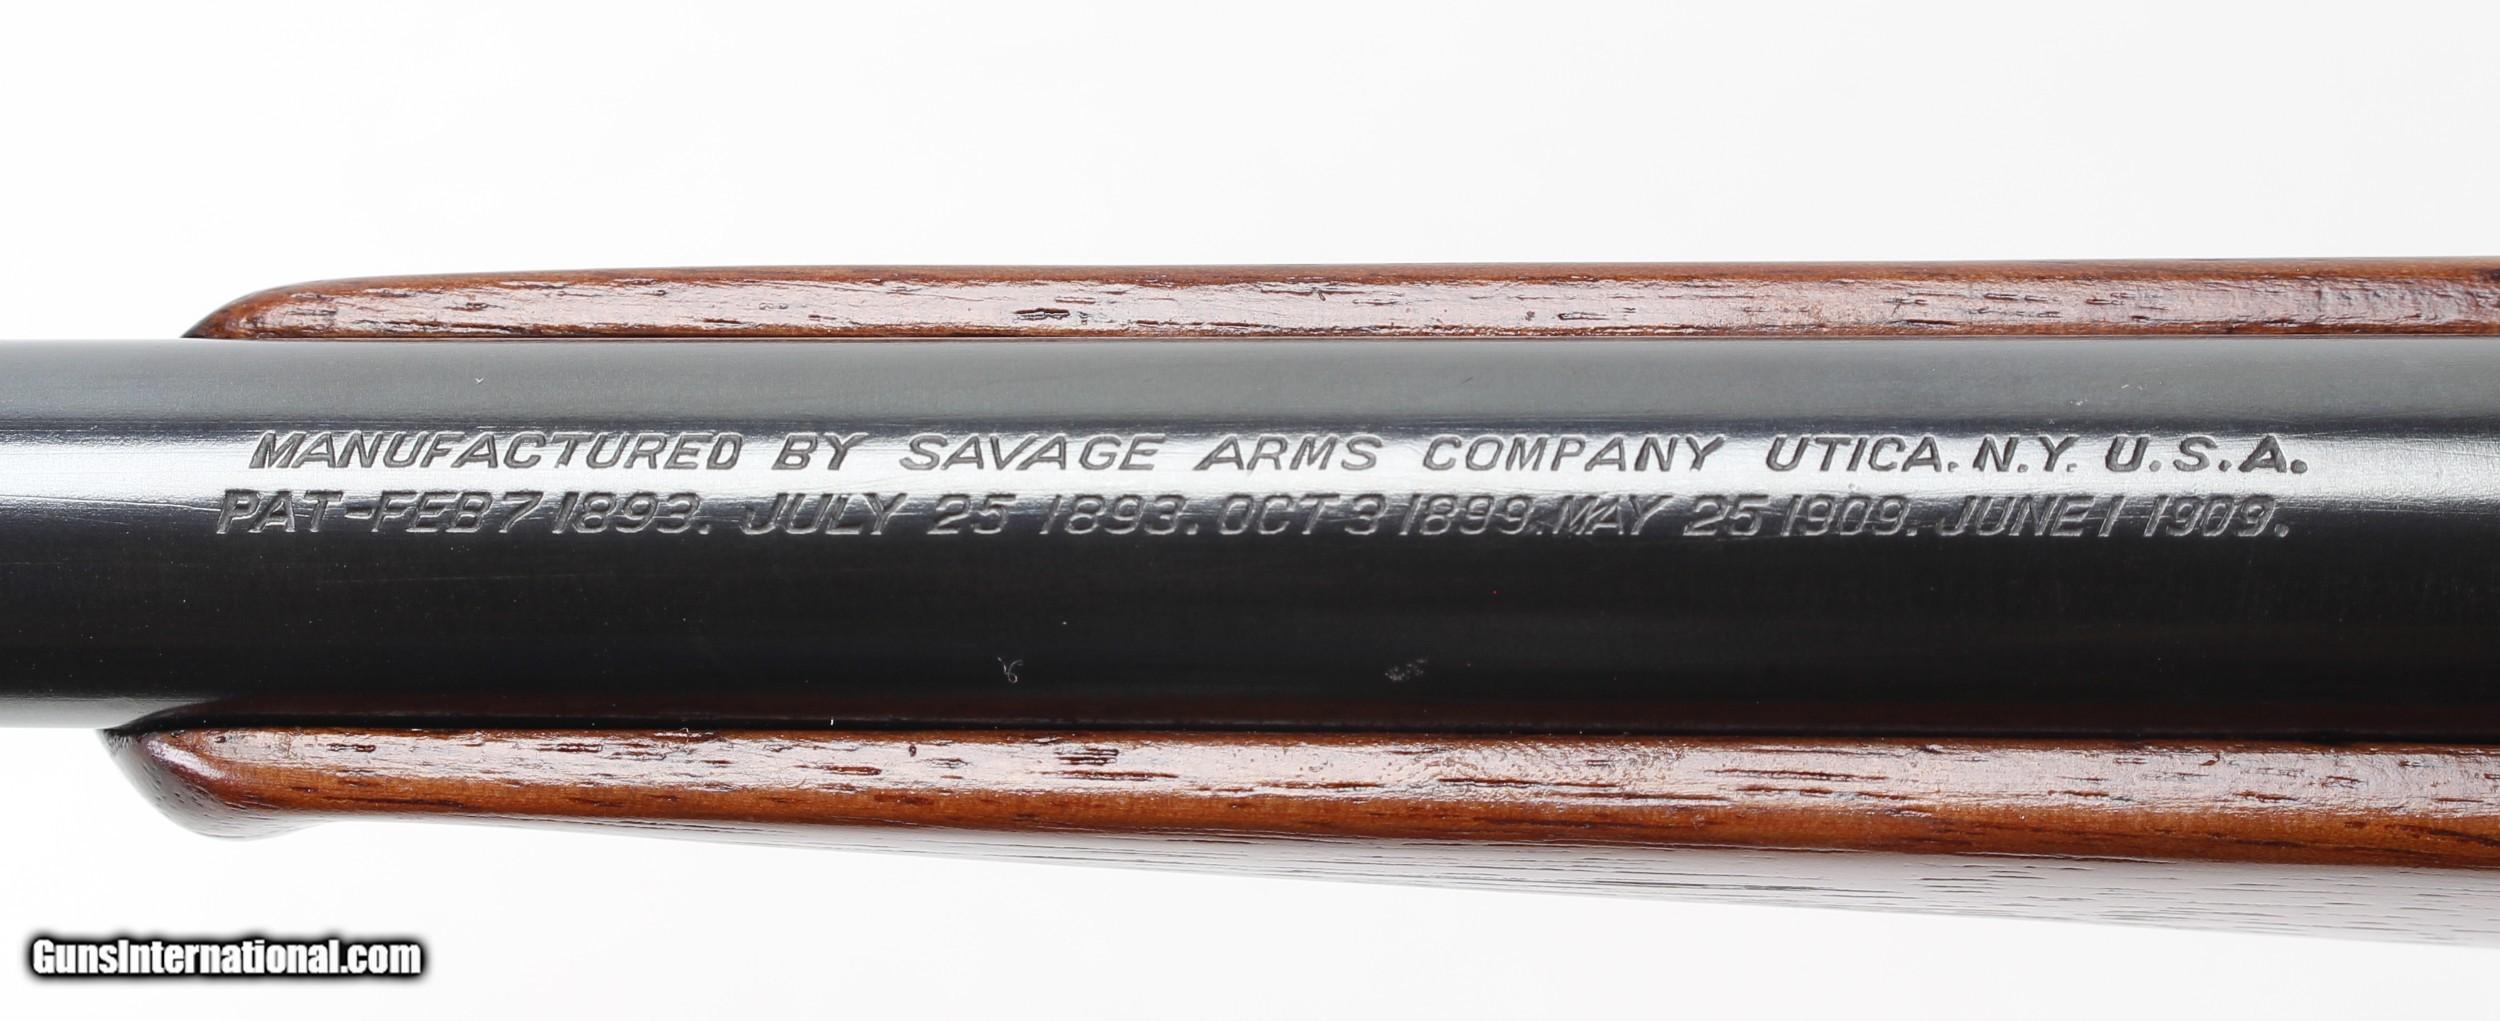 MANUFACTURED BY SAVAGE ARMS COMPANY UTICA. N.Y. U.S.A.
PAT-FEB 7 1893. JULY 25 1893. OCT 3 1899. MAY 25 1909. JUNE 1 1909.
GunsInternational.com